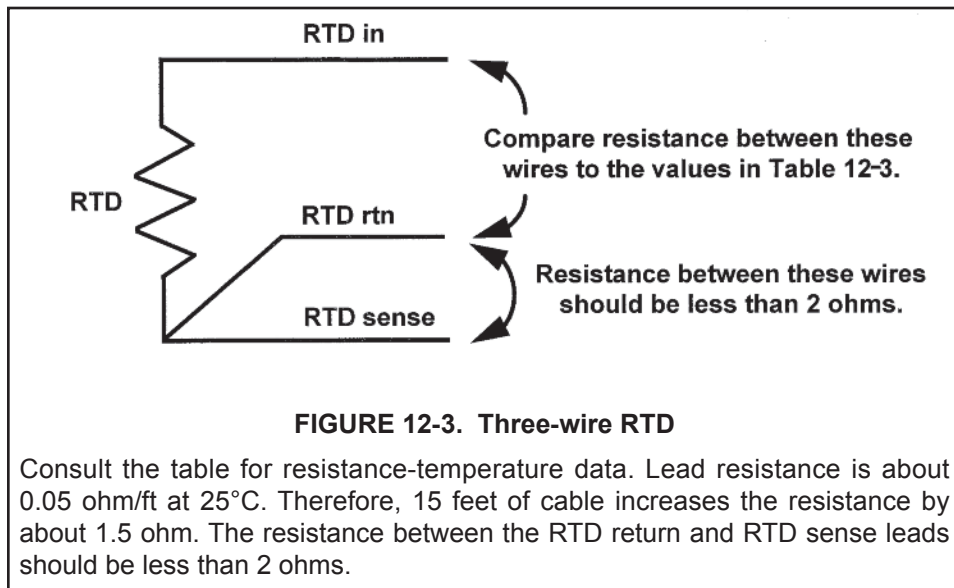 RTD in
Compare resistance between these
wires to the values in Table 12-3.
RTD
RTD rtn
Resistance between these wires
should be less than 2 ohms.
RTD sense
FIGURE 12-3. Three-wire RTD
Consult the table for resistance-temperature data. Lead resistance is about
0.05 ohm/ft at 25°C. Therefore, 15 feet of cable increases the resistance by
about 1.5 ohm. The resistance between the RTD return and RTD sense leads
should be less than 2 ohms.